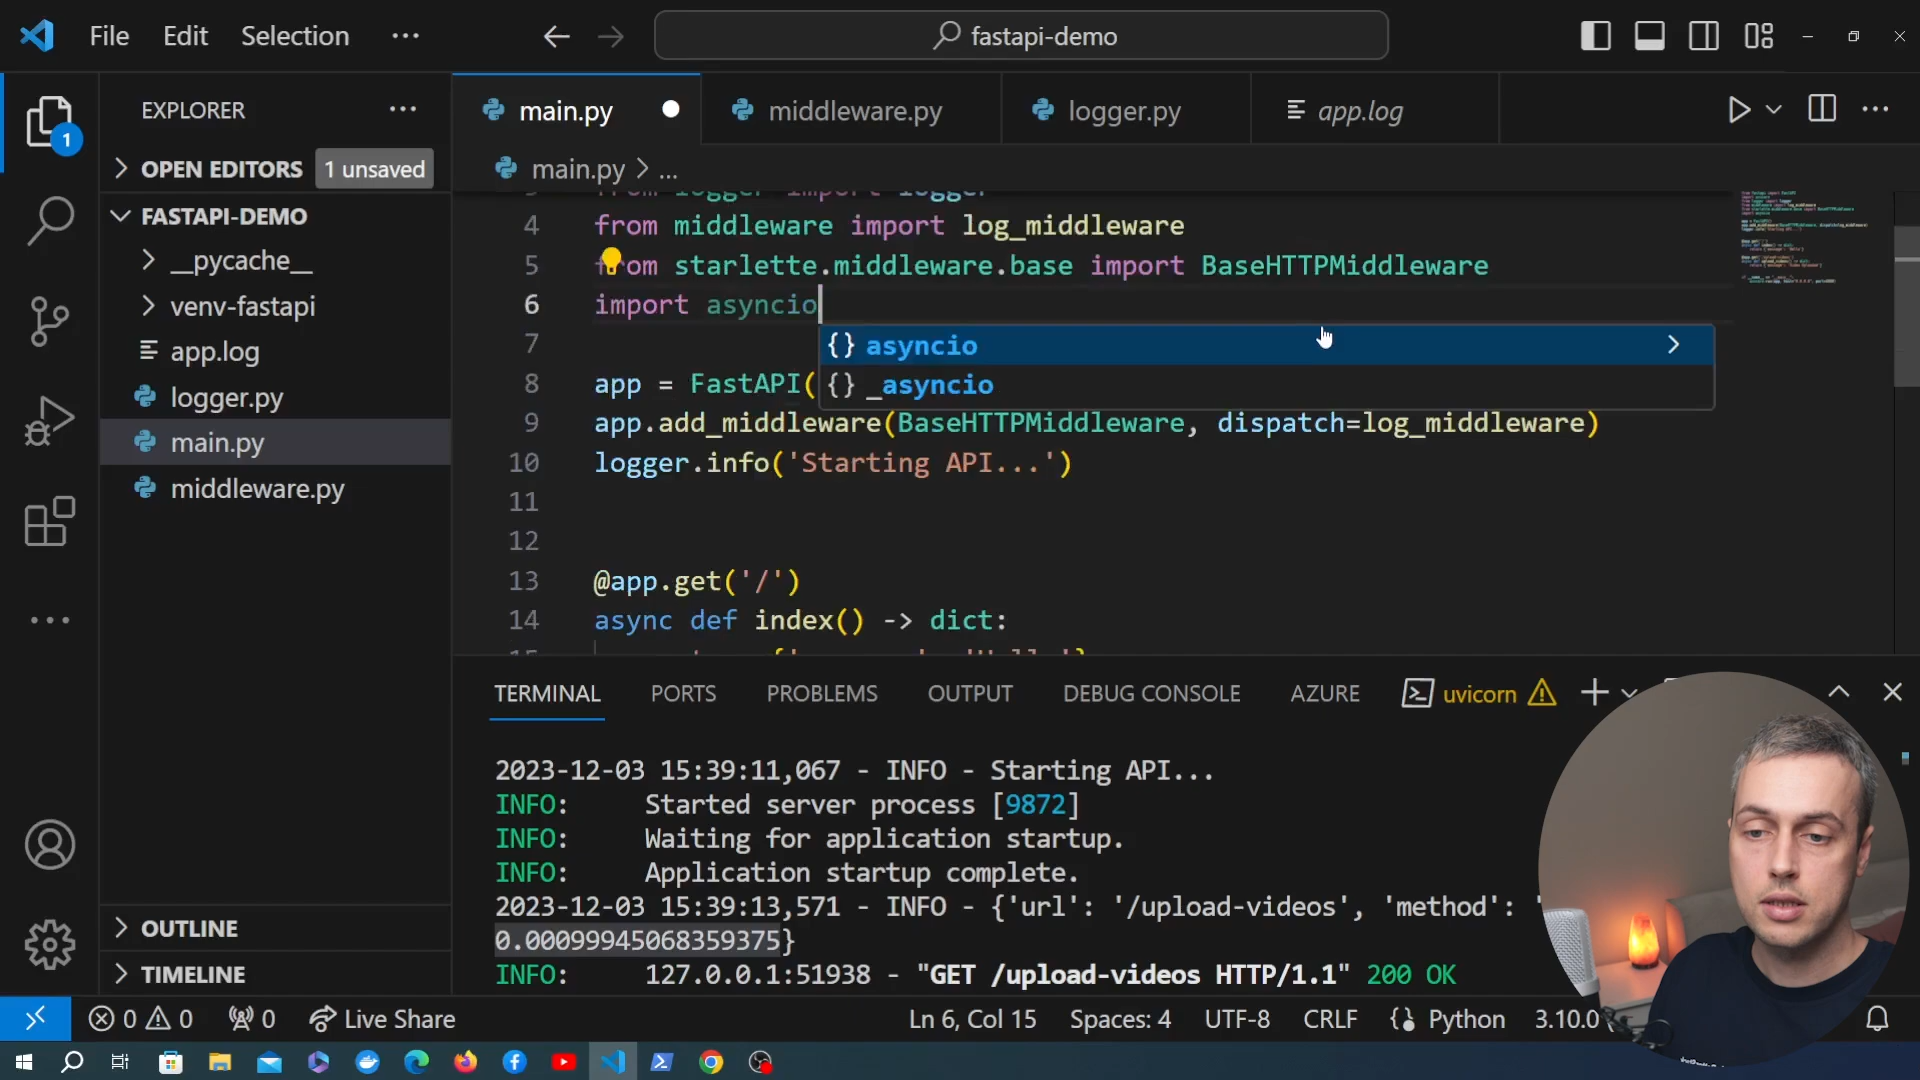 File Edit Selection ...
fastapi-demo
EXPLORER
OPEN EDITORS 1 unsaved
FASTAPI-DEMO
__pycache__
venv-fastapi
app.log
logger.py
main.py
middleware.py
OUTLINE
TIMELINE
1
main.py
middleware.py
logger.py
app.log
main.py > ...
from logger import logger
4 from middleware import log_middleware
5 from starlette.middleware.base import BaseHTTPMiddleware
6 import asyncio
{} asyncio
{} _asyncio
7
8 app = FastAPI(
9 app.add_middleware(BaseHTTPMiddleware, dispatch=log_middleware)
10 logger.info('Starting API...')
11
12
13 @app.get('/')
14 async def index() -> dict:
TERMINAL PORTS PROBLEMS OUTPUT DEBUG CONSOLE AZURE uvicorn
2023-12-03 15:39:11,067 - INFO - Starting API...
INFO: Started server process [9872]
INFO: Waiting for application startup.
INFO: Application startup complete.
2023-12-03 15:39:13,571 - INFO - {'url': '/upload-videos', 'method': '
0.00099945068359375}
INFO: 127.0.0.1:51938 - "GET /upload-videos HTTP/1.1" 200 OK
0 0 0 Live Share
Ln 6, Col 15 Spaces: 4 UTF-8 CRLF Python 3.10.0